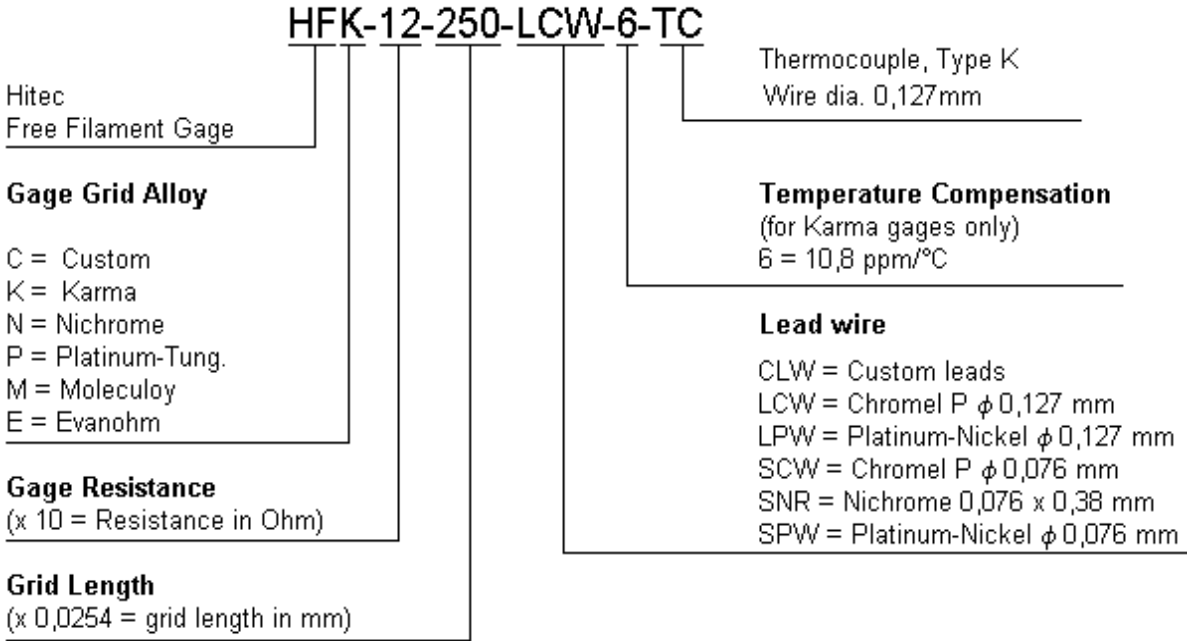 HFK-12-250-LCW-6-TC
Hitec
Free Filament Gage
Gage Grid Alloy
C = Custom
K = Karma
N = Nichrome
P = Platinum-Tung.
M = Moleculoy
E = Evanohm
Gage Resistance
(x 10 = Resistance in Ohm)
Grid Length
(x 0,0254 = grid length in mm)
Thermocouple, Type K
Wire dia. 0,127mm
Temperature Compensation
(for Karma gages only)
6 = 10,8 ppm/°C
Lead wire
CLW = Custom leads
LCW = Chromel P ϕ 0,127 mm
LPW = Platinum-Nickel ϕ 0,127 mm
SCW = Chromel P ϕ 0,076 mm
SNR = Nichrome 0,076 x 0,38 mm
SPW = Platinum-Nickel ϕ 0,076 mm